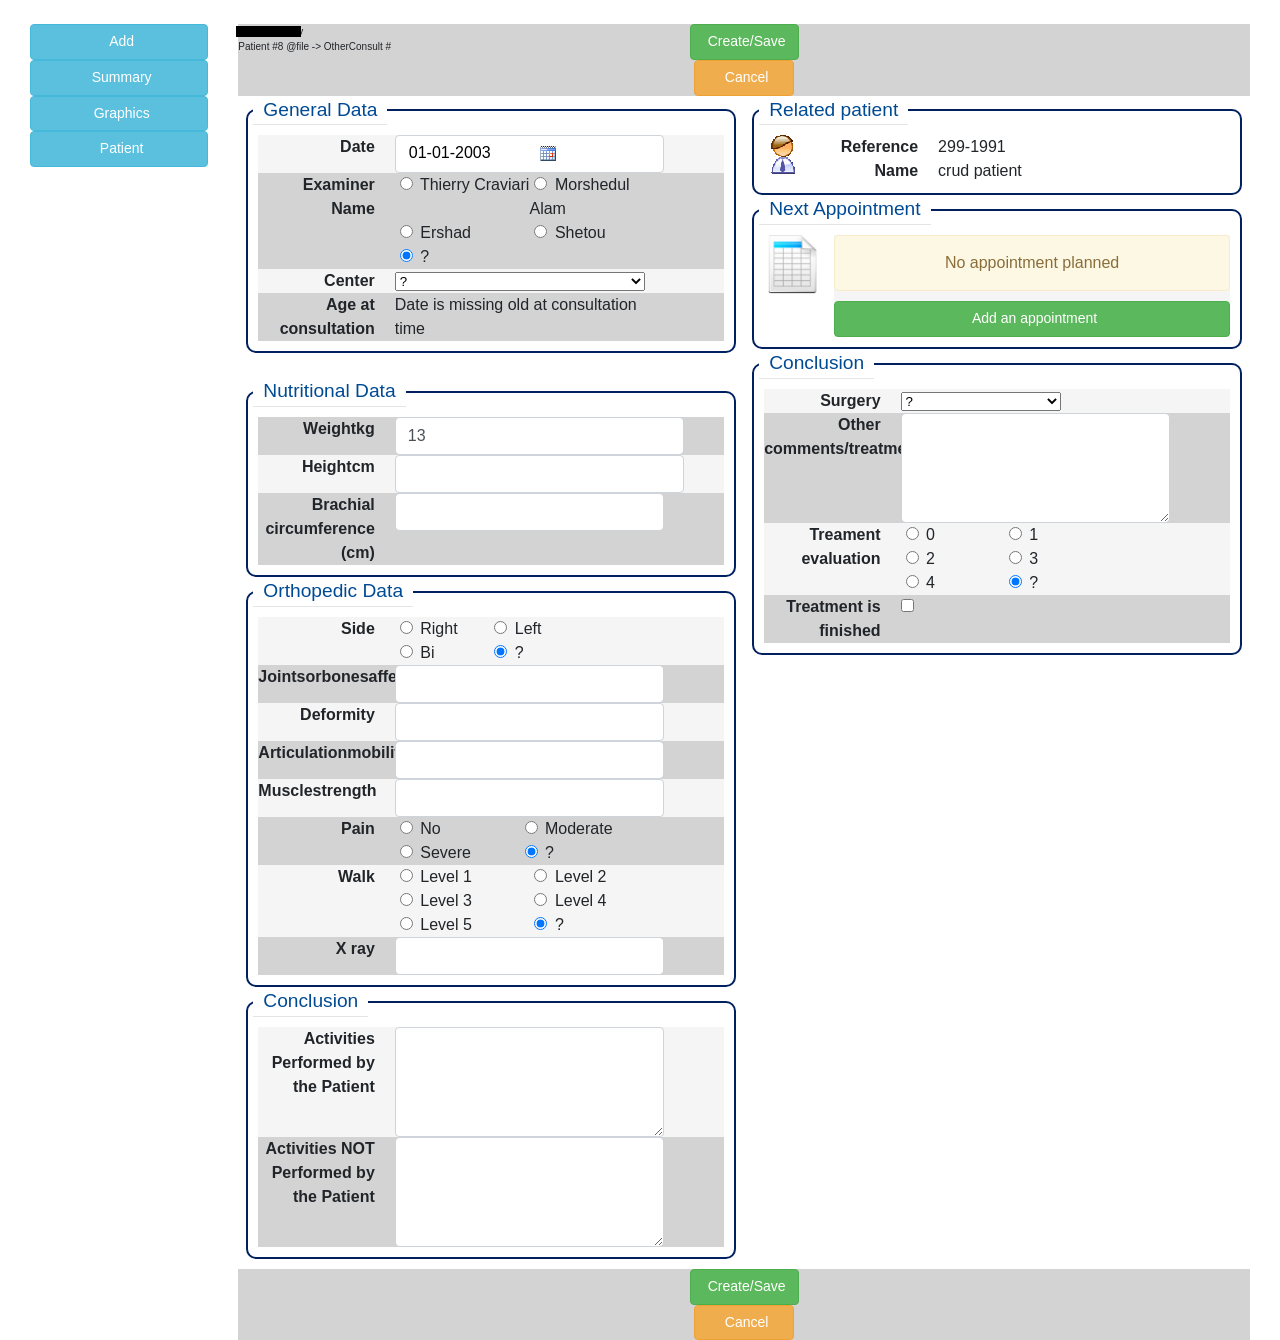 Add
Summary
Graphics
Patient
Patient #8 @file -> OtherConsult #
Create/Save
Cancel
General Data
Date 01-01-2003
Examiner Name
Thierry Craviari Morshedul Alam
Ershad Shetou
?
Center ?
Age at consultation Date is missing old at consultation time
Nutritional Data
Weightkg 13
Heightcm
Brachial circumference (cm)
Orthopedic Data
Side Right Left
Bi ?
Jointsorbonesaffe
Deformity
Articulationmobili
Musclestrength
Pain No Moderate
Severe ?
Walk Level 1 Level 2
Level 3 Level 4
Level 5 ?
X ray
Conclusion
Activities
Performed by
the Patient
Activities NOT
Performed by
the Patient
Related patient
Reference 299-1991
Name crud patient
Next Appointment
No appointment planned
Add an appointment
Conclusion
Surgery ?
Other
comments/treatme
Treament evaluation
0 1
2 3
4 ?
Treatment is
finished
Create/Save
Cancel